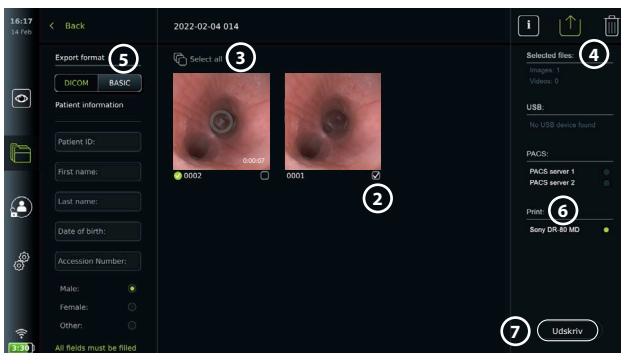 16:17
14 Feb
Back
2022-02-04 014
i
Export format
5
DICOM
BASIC
Patient information
Patient ID:
First name:
Last name:
Date of birth:
Accession Number:
Male:
Female:
Other:
All fields must be filled
3:30
Select all
3
0:00:07
0002
0001
2
Selected files:
4
Images: 1
Videos: 0
USB:
No USB device found
PACS:
PACS server 1
PACS server 2
Print:
6
Sony DR-80 MD
7
Udskriv